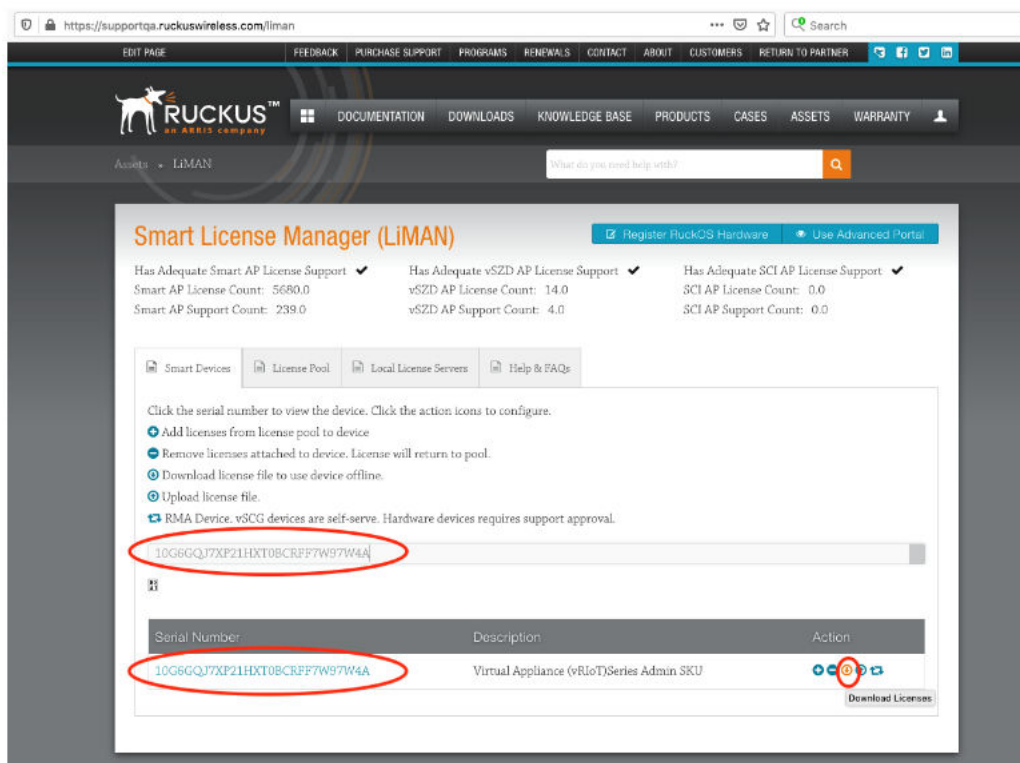 https://supportqa.ruckuswireless.com/liman
Search
EDIT PAGE FEEDBACK PURCHASE SUPPORT PROGRAMS RENEWALS CONTACT ABOUT CUSTOMERS RETURN TO PARTNER
RUCKUS™
an ARRIS company
DOCUMENTATION DOWNLOADS KNOWLEDGE BASE PRODUCTS CASES ASSETS WARRANTY
Assets LiMAN
What do you need help with?
Smart License Manager (LiMAN)
Register RuckOS Hardware Use Advanced Portal
Has Adequate Smart AP License Support Has Adequate vSZD AP License Support Has Adequate SCI AP License Support
Smart AP License Count: 5680.0 vSZD AP License Count: 14.0 SCI AP License Count: 0.0
Smart AP Support Count: 239.0 vSZD AP Support Count: 4.0 SCI AP Support Count: 0.0
Smart Devices License Pool Local License Servers Help & FAQs
Click the serial number to view the device. Click the action icons to configure.
Add licenses from license pool to device
Remove licenses attached to device. License will return to pool.
Download license file to use device offline.
Upload license file.
RMA Device. vSCG devices are self-serve. Hardware devices requires support approval.
10G6GQJ7XP21HXT0BCRFF7W97W4A
Serial Number Description Action
10G6GQJ7XP21HXT0BCRFF7W97W4A Virtual Appliance (vRIoT)Series Admin SKU
Download Licenses